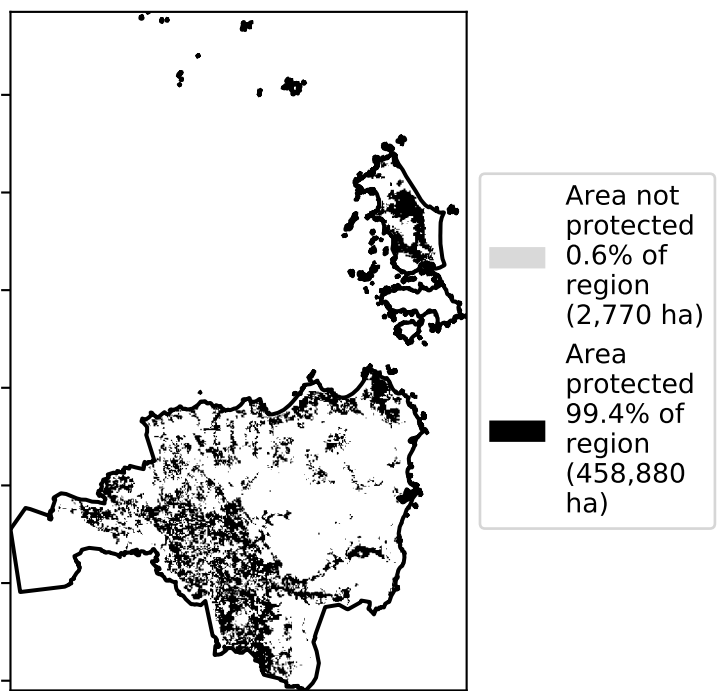 Area not
protected
0.6% of
region
(2,770 ha)
Area
protected
99.4% of
region
(458,880
ha)